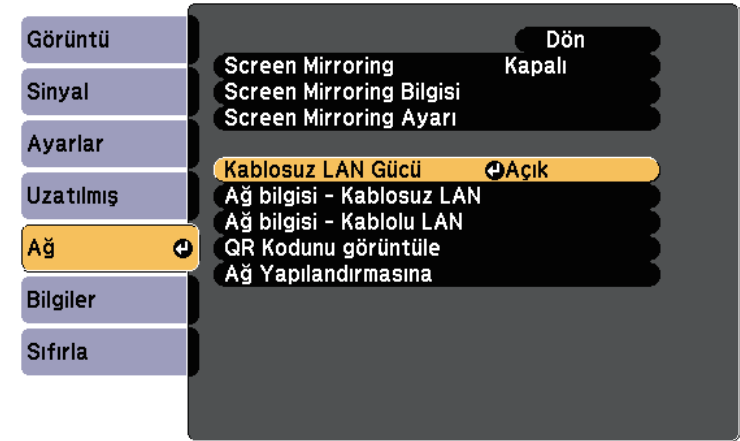 Görüntü
Sinyal
Ayarlar
Uzatılmış
Ağ
Bilgiler
Sıfırla
Dön
Screen Mirroring Kapalı
Screen Mirroring Bilgisi
Screen Mirroring Ayarı
Kablosuz LAN Gücü Açık
Ağ bilgisi - Kablosuz LAN
Ağ bilgisi - Kablolu LAN
QR Kodunu görüntüle
Ağ Yapılandırmasına